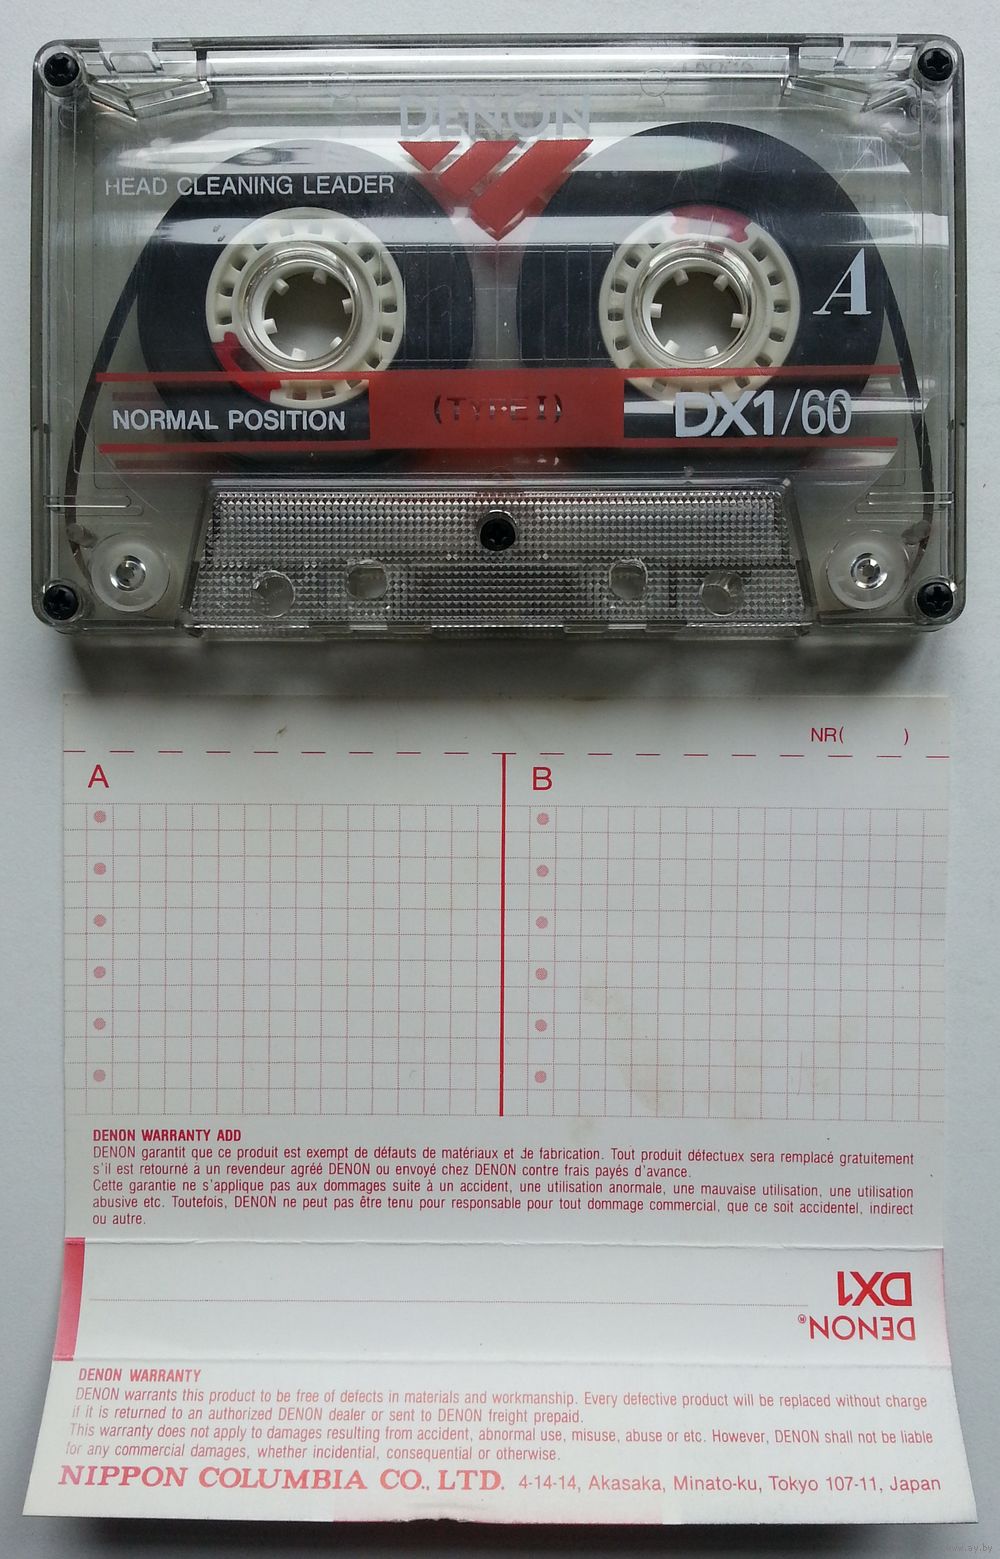 DENON
HEAD CLEANING LEADER
A
NORMAL POSITION
(TYPE I)
DX1/60
NR( )
A
B
DENON WARRANTY ADD
DENON garantit que ce produit est exempt de défauts de matériaux et de fabrication. Tout produit défectuex sera remplacé gratuitement
s'il est retourné à un revendeur agréé DENON ou envoyé chez DENON contre frais payés d'avance.
Cette garantie ne s'applique pas aux dommages suite à un accident, une utilisation anormale, une mauvaise utilisation, une utilisation
abusive etc. Toutefois, DENON ne peut pas être tenu pour responsable pour tout dommage commercial, que ce soit accidentel, indirect
ou autre.
DX1
DENON®
DENON WARRANTY
DENON warrants this product to be free of defects in materials and workmanship. Every defective product will be replaced without charge
if it is returned to an authorized DENON dealer or sent to DENON freight prepaid.
This warranty does not apply to damages resulting from accident, abnormal use, misuse, abuse or etc. However, DENON shall not be liable
for any commercial damages, whether incidential, consequential or otherwise.
NIPPON COLUMBIA CO., LTD. 4-14-14, Akasaka, Minato-ku, Tokyo 107-11, Japan
www.ay.by